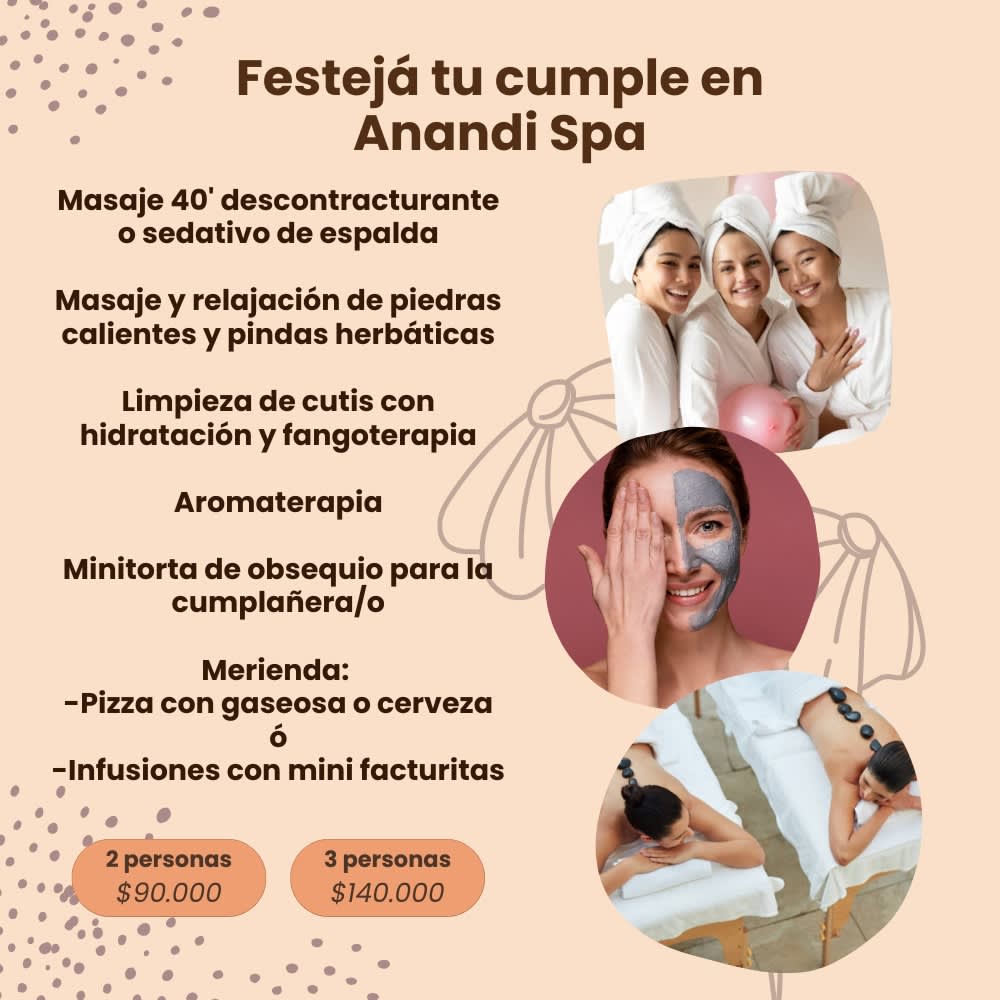 Festejá tu cumple en
Anandi Spa
Masaje 40' descontracturante
o sedativo de espalda
Masaje y relajación de piedras
calientes y pindas herbáticas
Limpieza de cutis con
hidratación y fangoterapia
Aromaterapia
Minitorta de obsequio para la
cumplañera/o
Merienda:
-Pizza con gaseosa o cerveza
ó
-Infusiones con mini facturitas
2 personas
$90.000
3 personas
$140.000